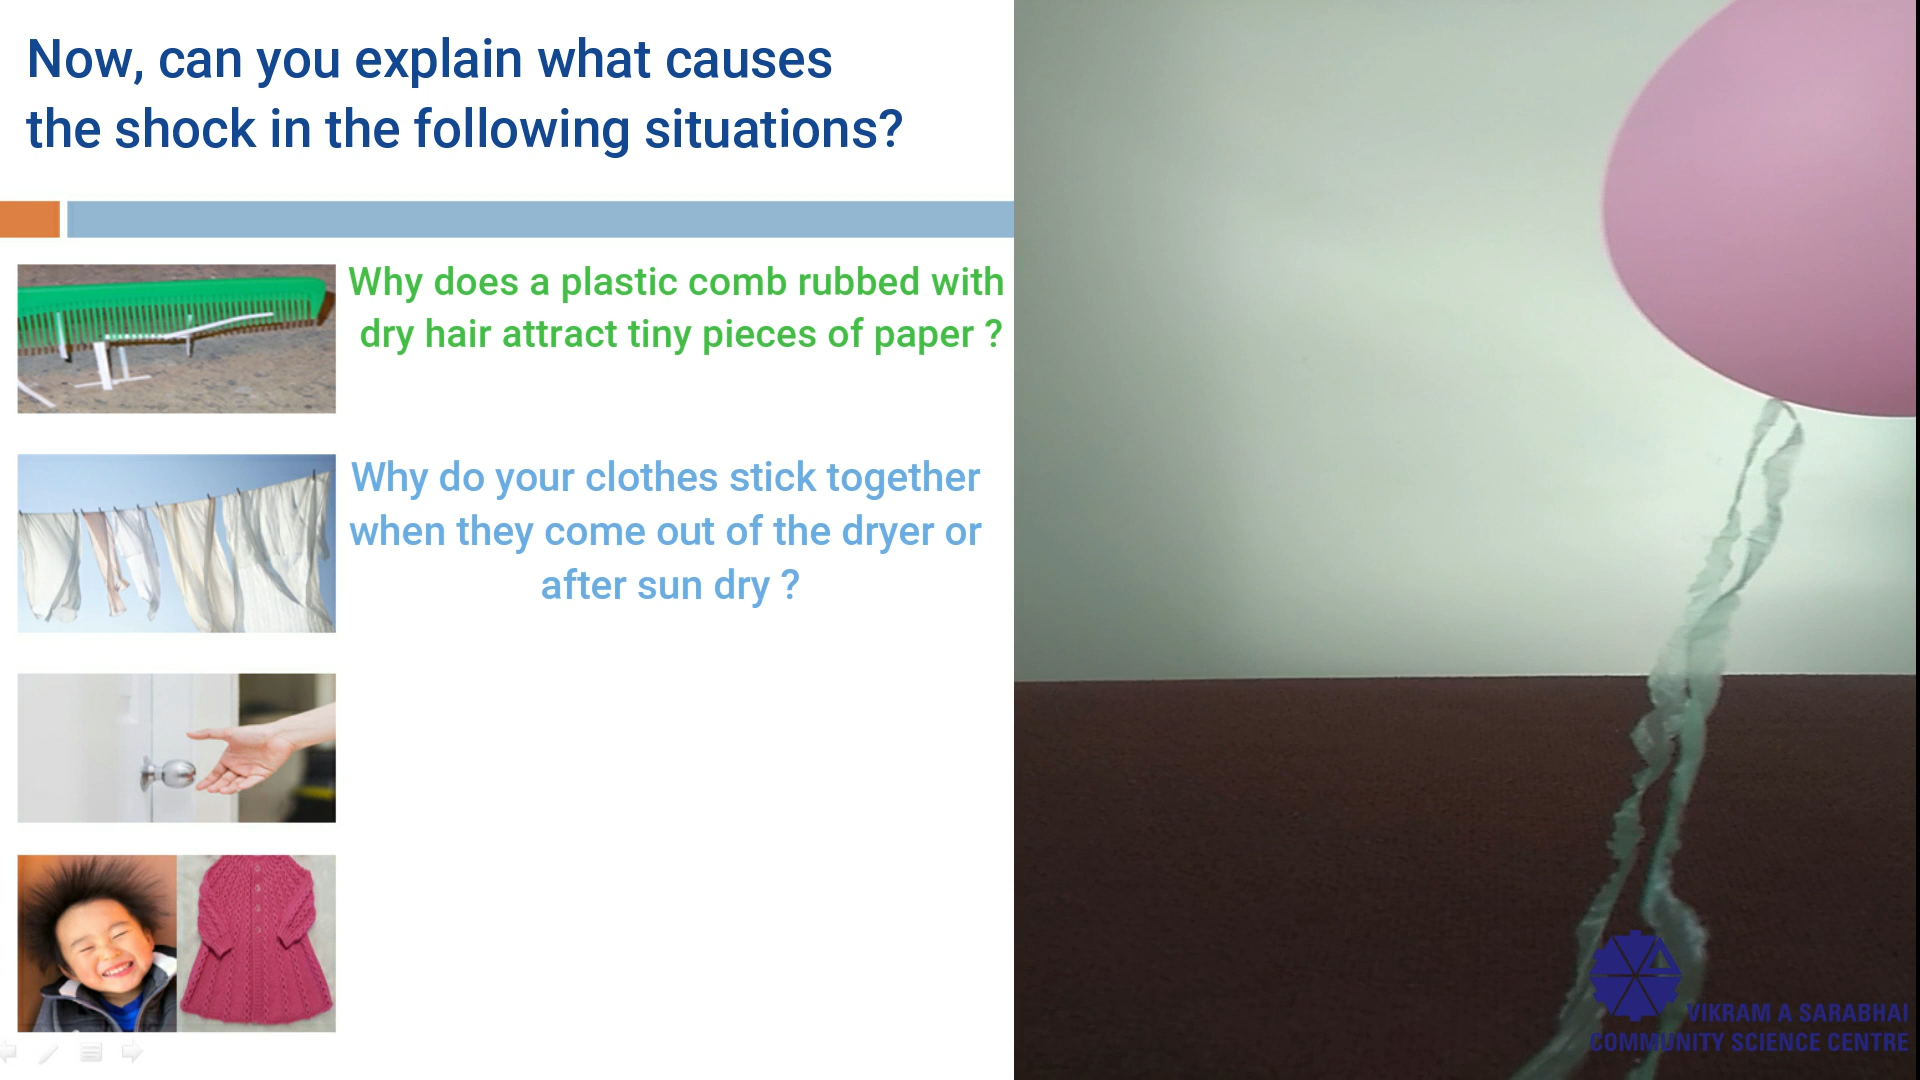 Now, can you explain what causes
the shock in the following situations?
Why does a plastic comb rubbed with
dry hair attract tiny pieces of paper ?
Why do your clothes stick together
when they come out of the dryer or
after sun dry ?
VIKRAM A SARABHAI
COMMUNITY SCIENCE CENTRE